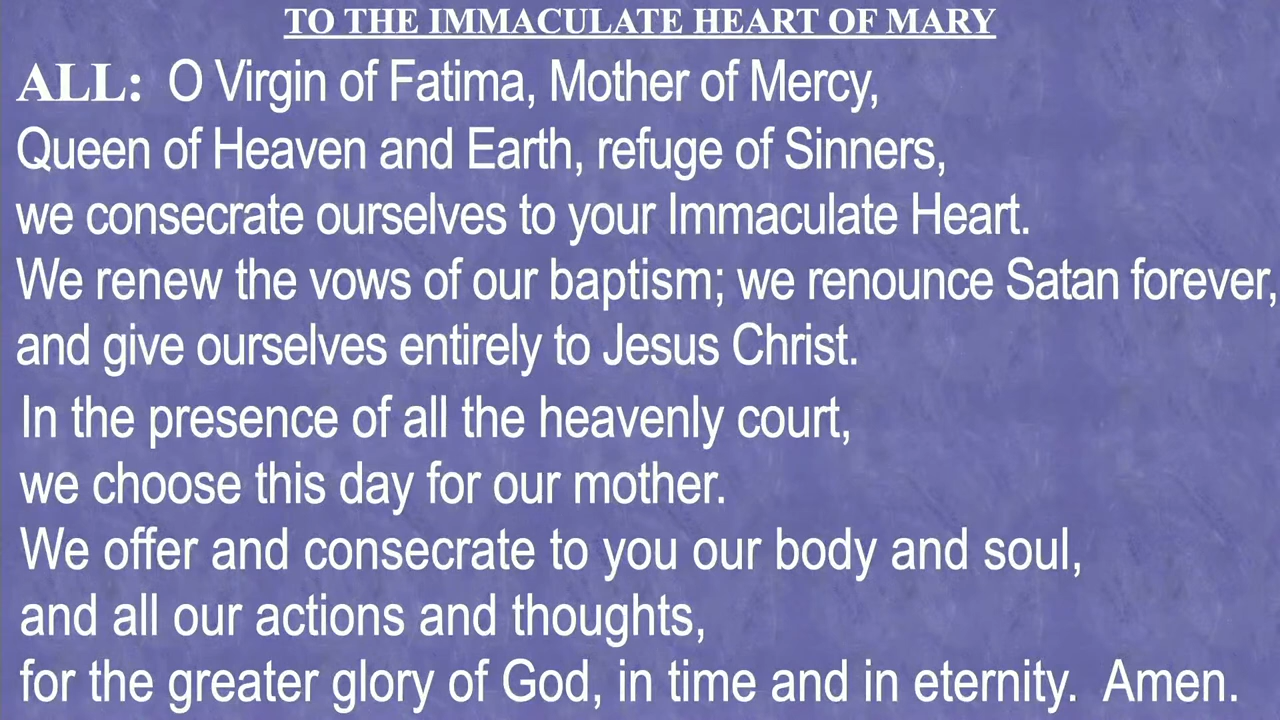 TO THE IMMACULATE HEART OF MARY
ALL: O Virgin of Fatima, Mother of Mercy,
Queen of Heaven and Earth, refuge of Sinners,
we consecrate ourselves to your Immaculate Heart.
We renew the vows of our baptism; we renounce Satan forever,
and give ourselves entirely to Jesus Christ.
In the presence of all the heavenly court,
we choose this day for our mother.
We offer and consecrate to you our body and soul,
and all our actions and thoughts,
for the greater glory of God, in time and in eternity. Amen.